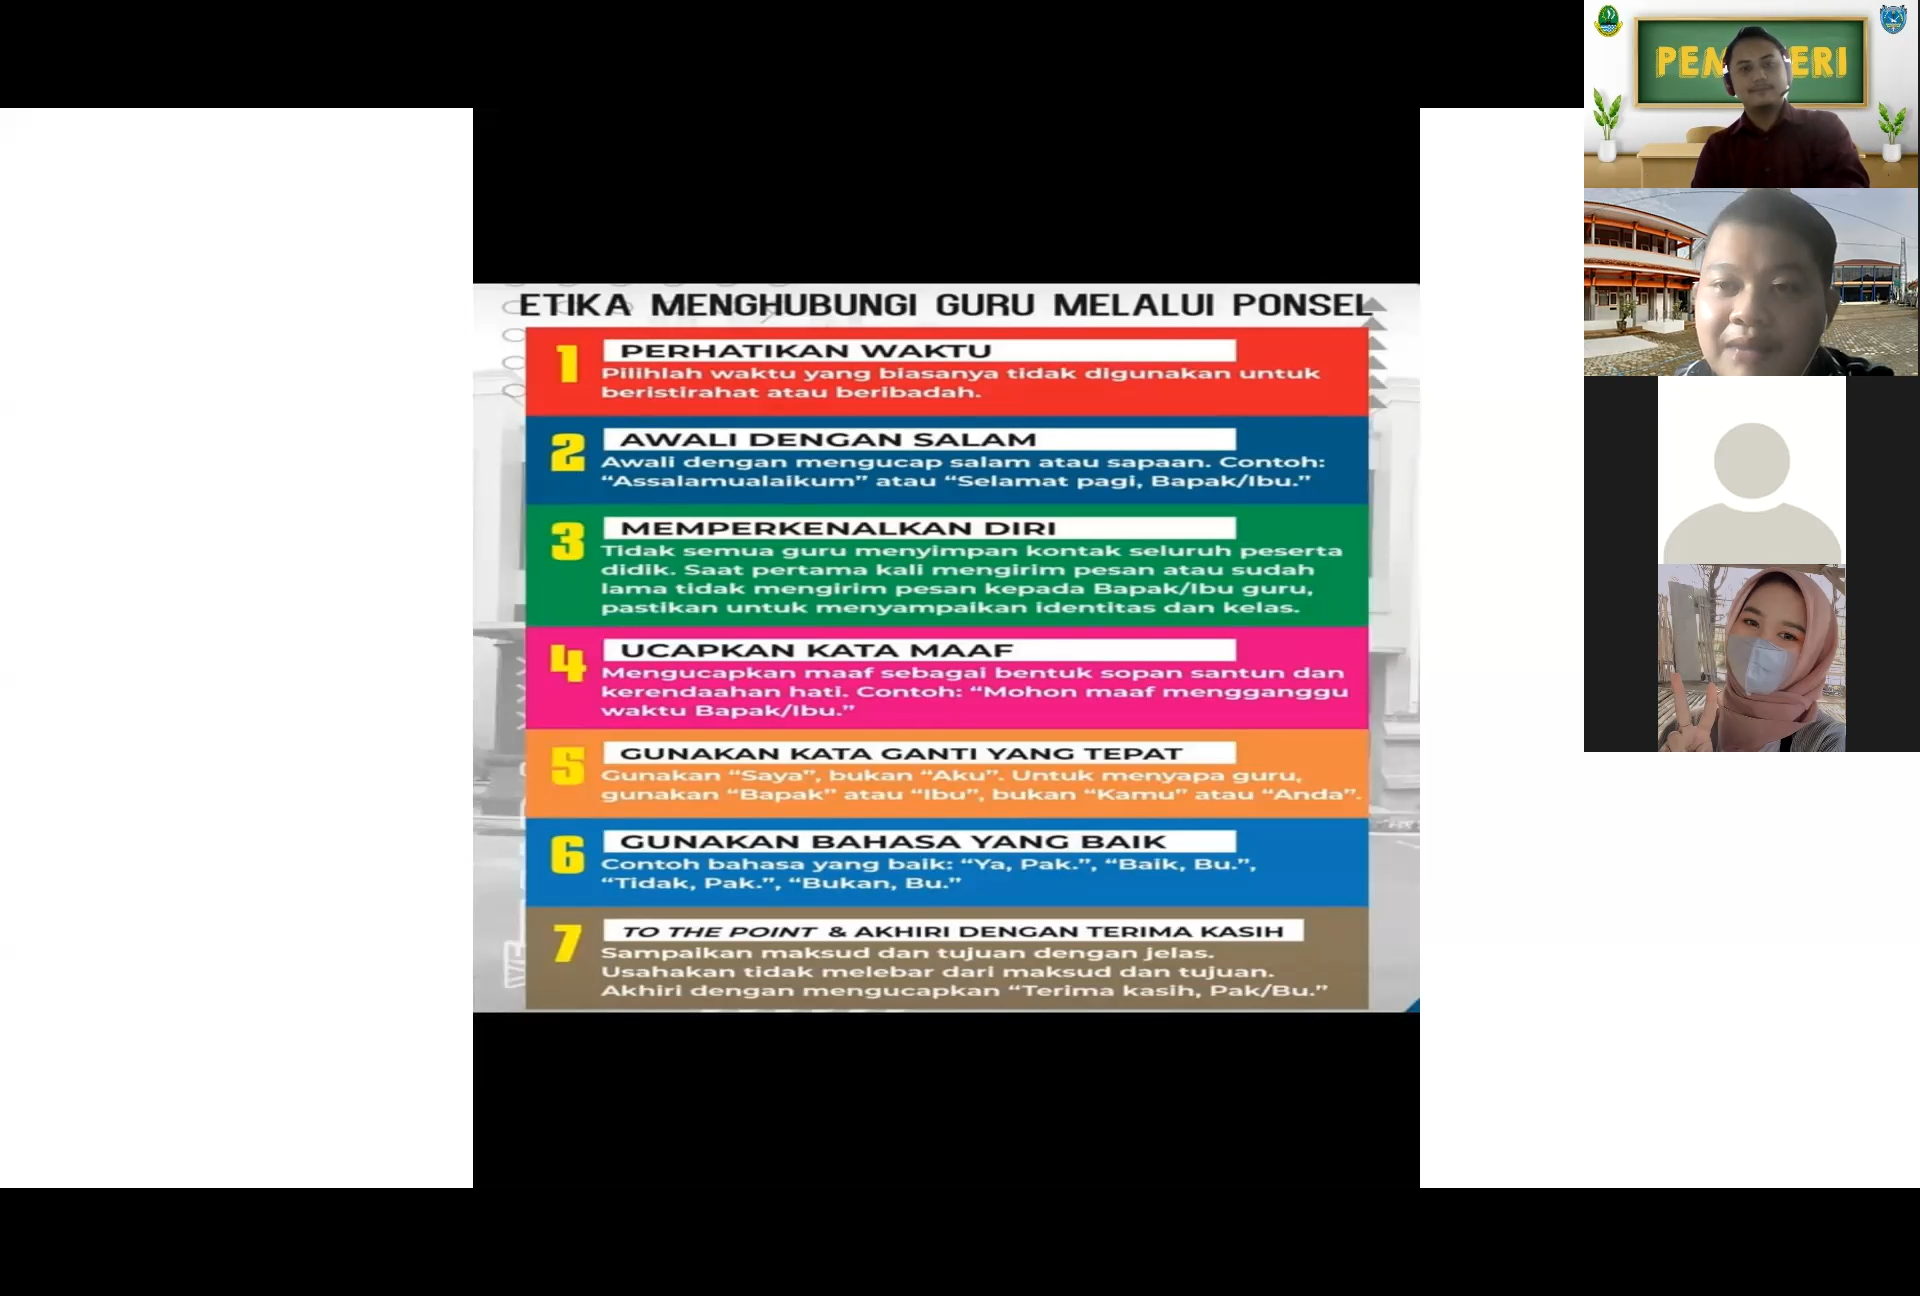 ETIKA MENGHUBUNGI GURU MELALUI PONSEL
1 PERHATIKAN WAKTU
Pilihlah waktu yang biasanya tidak digunakan untuk
beristirahat atau beribadah.
2 AWALI DENGAN SALAM
Awali dengan mengucap salam atau sapaan. Contoh:
“Assalamualaikum” atau “Selamat pagi, Bapak/Ibu.”
3 MEMPERKENALKAN DIRI
Tidak semua guru menyimpan kontak seluruh peserta
didik. Saat pertama kali mengirim pesan atau sudah
lama tidak mengirim pesan kepada Bapak/Ibu guru,
pastikan untuk menyampaikan identitas dan kelas.
4 UCAPKAN KATA MAAF
Mengucapkan maaf sebagai bentuk sopan santun dan
kerendaahan hati. Contoh: “Mohon maaf mengganggu
waktu Bapak/Ibu.”
5 GUNAKAN KATA GANTI YANG TEPAT
Gunakan “Saya”, bukan “Aku”. Untuk menyapa guru,
gunakan “Bapak” atau “Ibu”, bukan “Kamu” atau “Anda”.
6 GUNAKAN BAHASA YANG BAIK
Contoh bahasa yang baik: “Ya, Pak.”, “Baik, Bu.”,
“Tidak, Pak.”, “Bukan, Bu.”
7 TO THE POINT & AKHIRI DENGAN TERIMA KASIH
Sampaikan maksud dan tujuan dengan jelas.
Usahakan tidak melebar dari maksud dan tujuan.
Akhiri dengan mengucapkan “Terima kasih, Pak/Bu.”